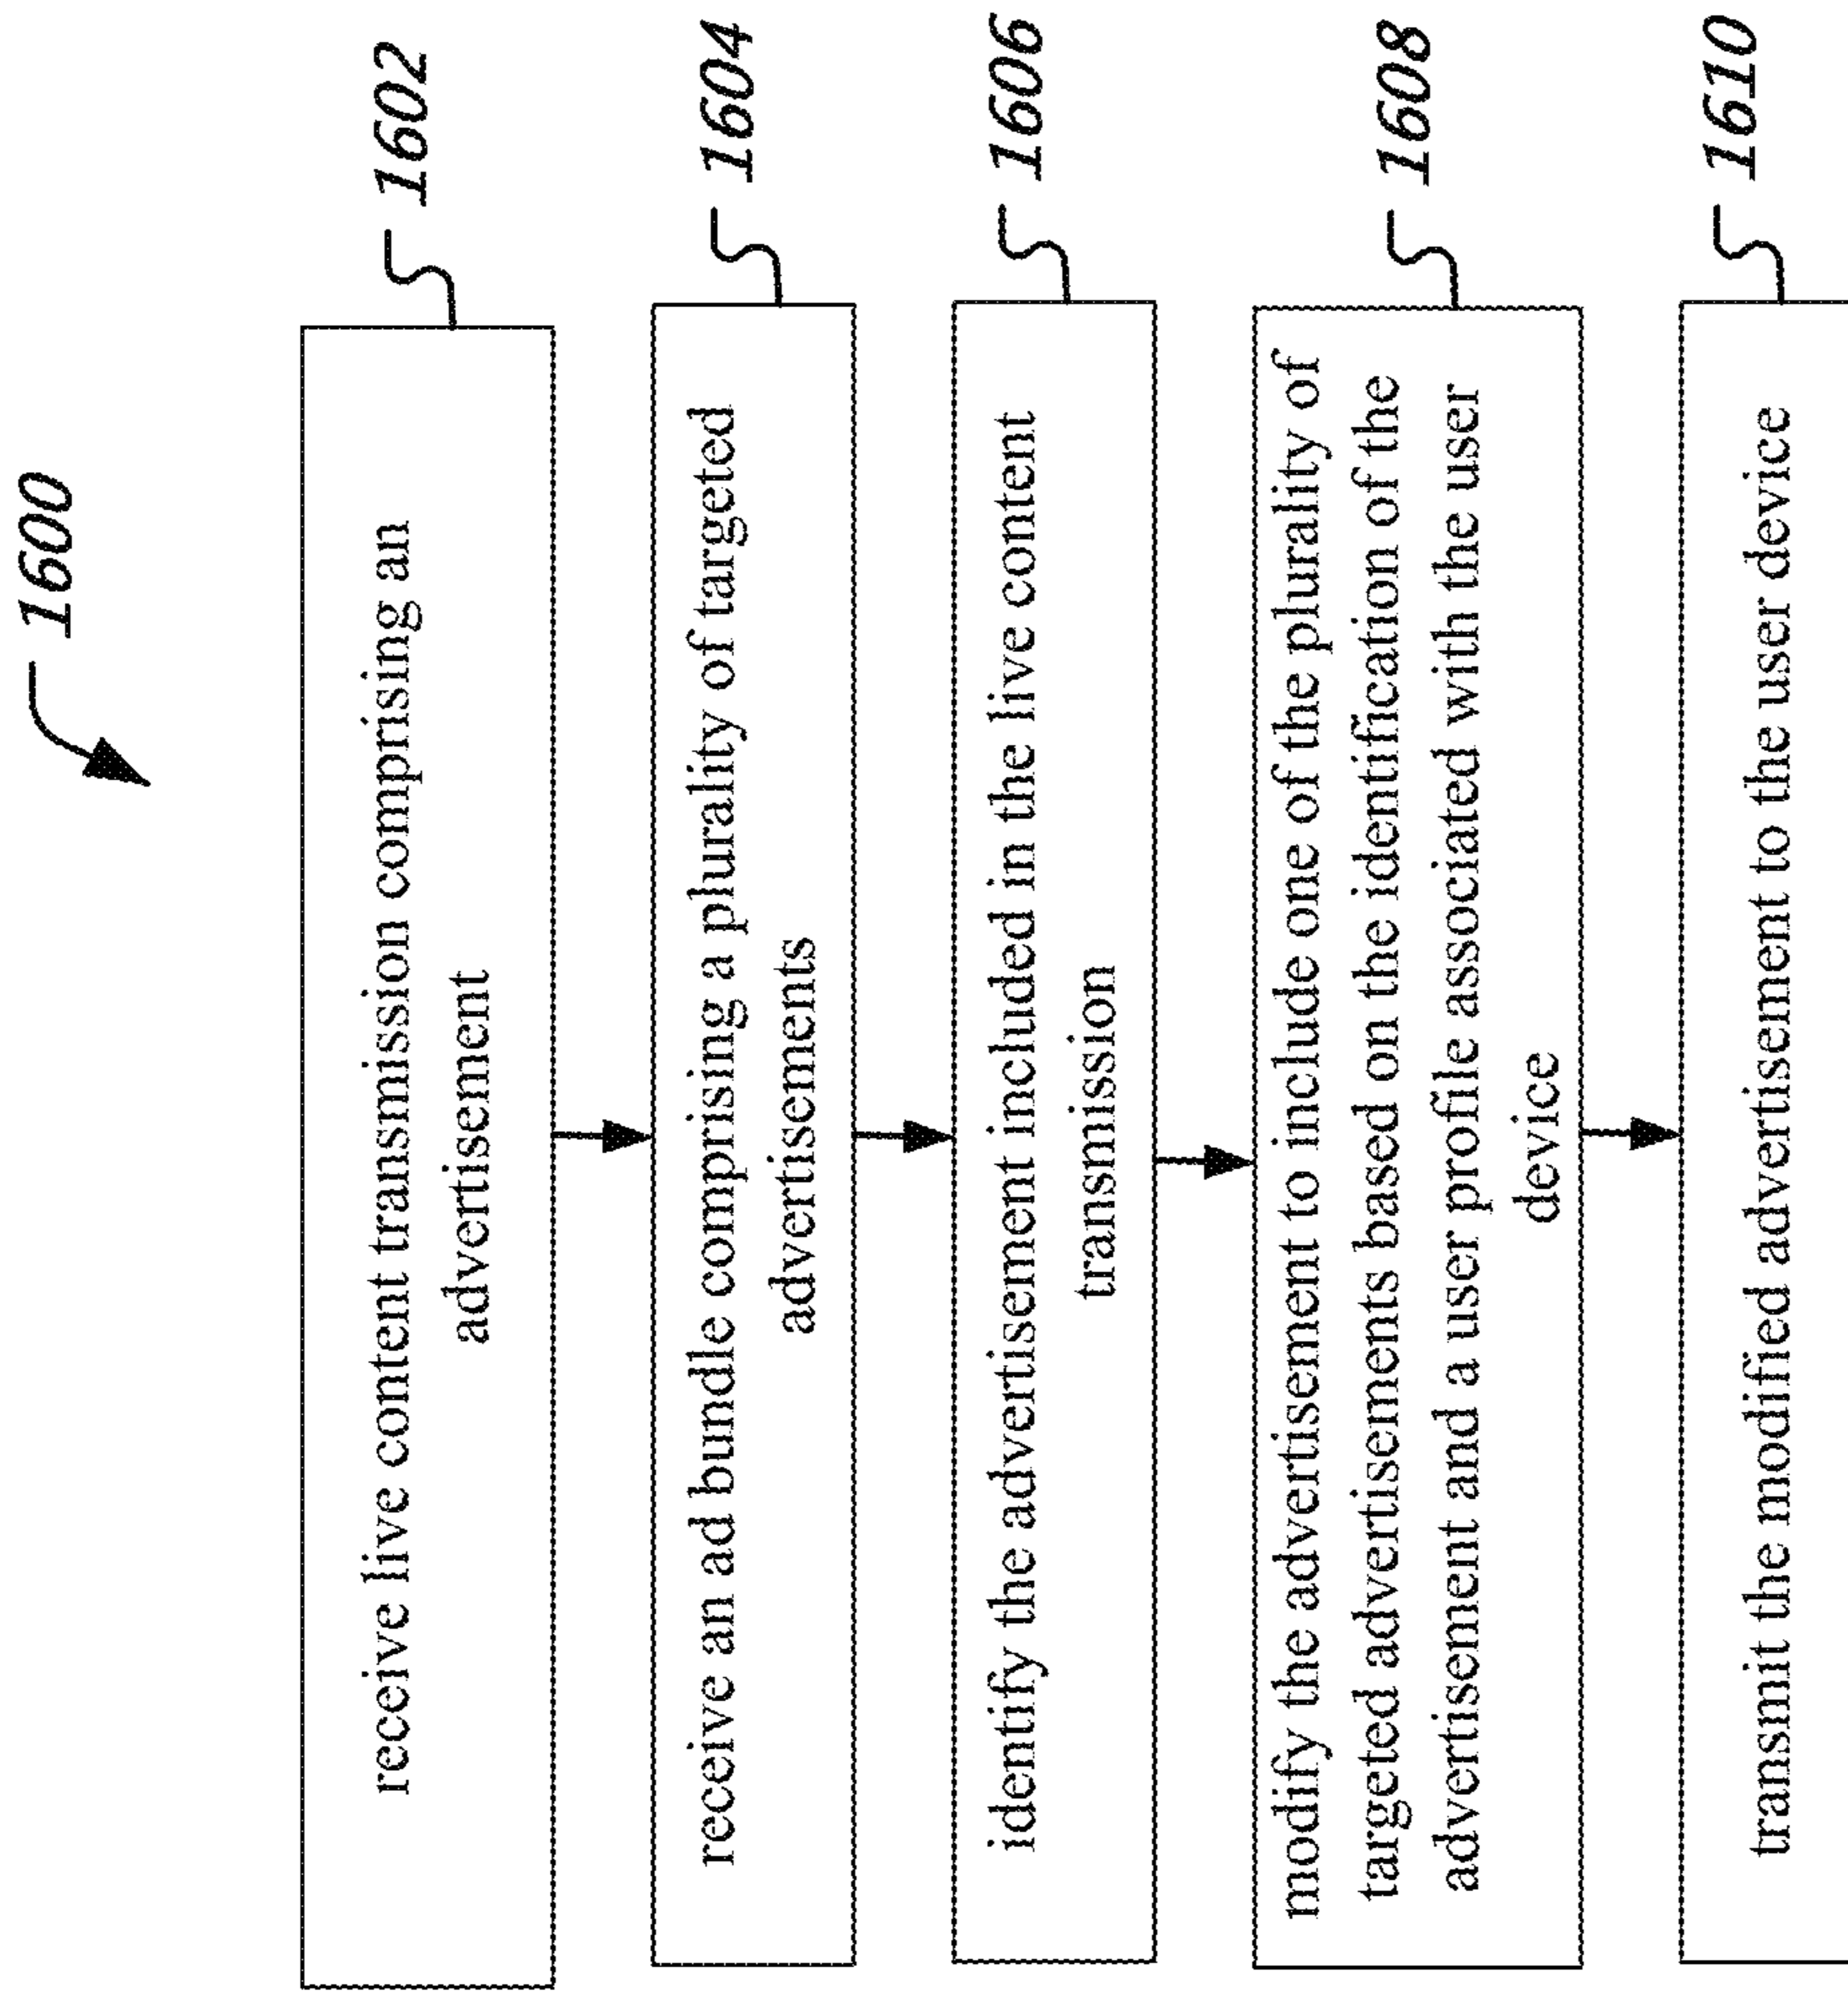 1600
receive live content transmission comprising an
advertisement
1602
receive an ad bundle comprising a plurality of targeted
advertisements
1604
identify the advertisement included in the live content
transmission
1606
modify the advertisement to include one of the plurality of
targeted advertisements based on the identification of the
advertisement and a user profile associated with the user
device
1608
transmit the modified advertisement to the user device
1610